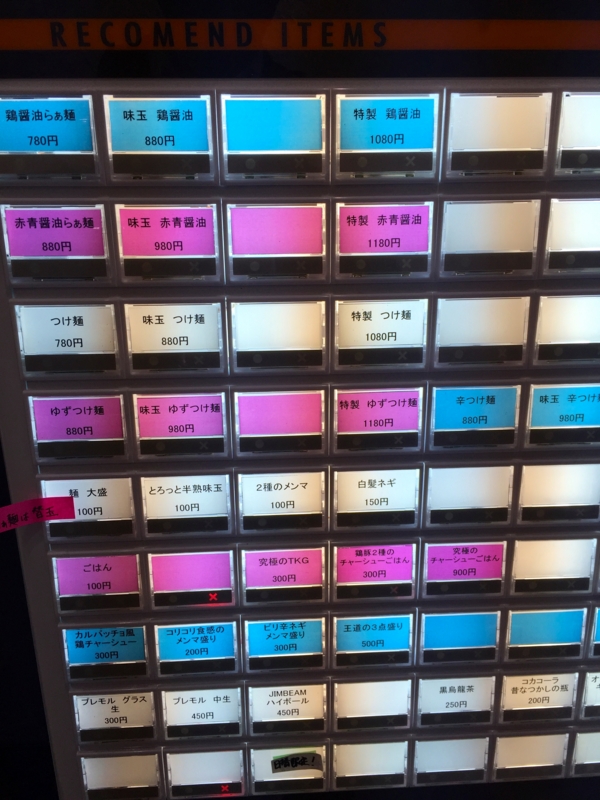 RECOMEND ITEMS
鶏醤油らぁ麺
780円
味玉 鶏醤油
880円
特製 鶏醤油
1080円
赤青醤油らぁ麺
880円
味玉 赤青醤油
980円
特製 赤青醤油
1180円
つけ麺
780円
味玉 つけ麺
880円
特製 つけ麺
1080円
ゆずつけ麺
880円
味玉 ゆずつけ麺
980円
特製 ゆずつけ麺
1180円
辛つけ麺
880円
味玉 辛つけ
980円
麺 大盛
100円
とろっと半熟味玉
100円
2種のメンマ
100円
白髪ネギ
150円
ごはん
100円
究極のTKG
300円
鶏豚2種の
チャーシューごはん
300円
究極の
チャーシューごはん
900円
カルパッチョ風
鶏チャーシュー
300円
コリコリ食感の
メンマ盛り
200円
ピリ辛ネギ
メンマ盛り
300円
王道の3点盛り
500円
プレモル グラス
生
300円
プレモル 中生
450円
JIMBEAM
ハイボール
450円
黒烏龍茶
250円
コカコーラ
昔なつかしの瓶
200円